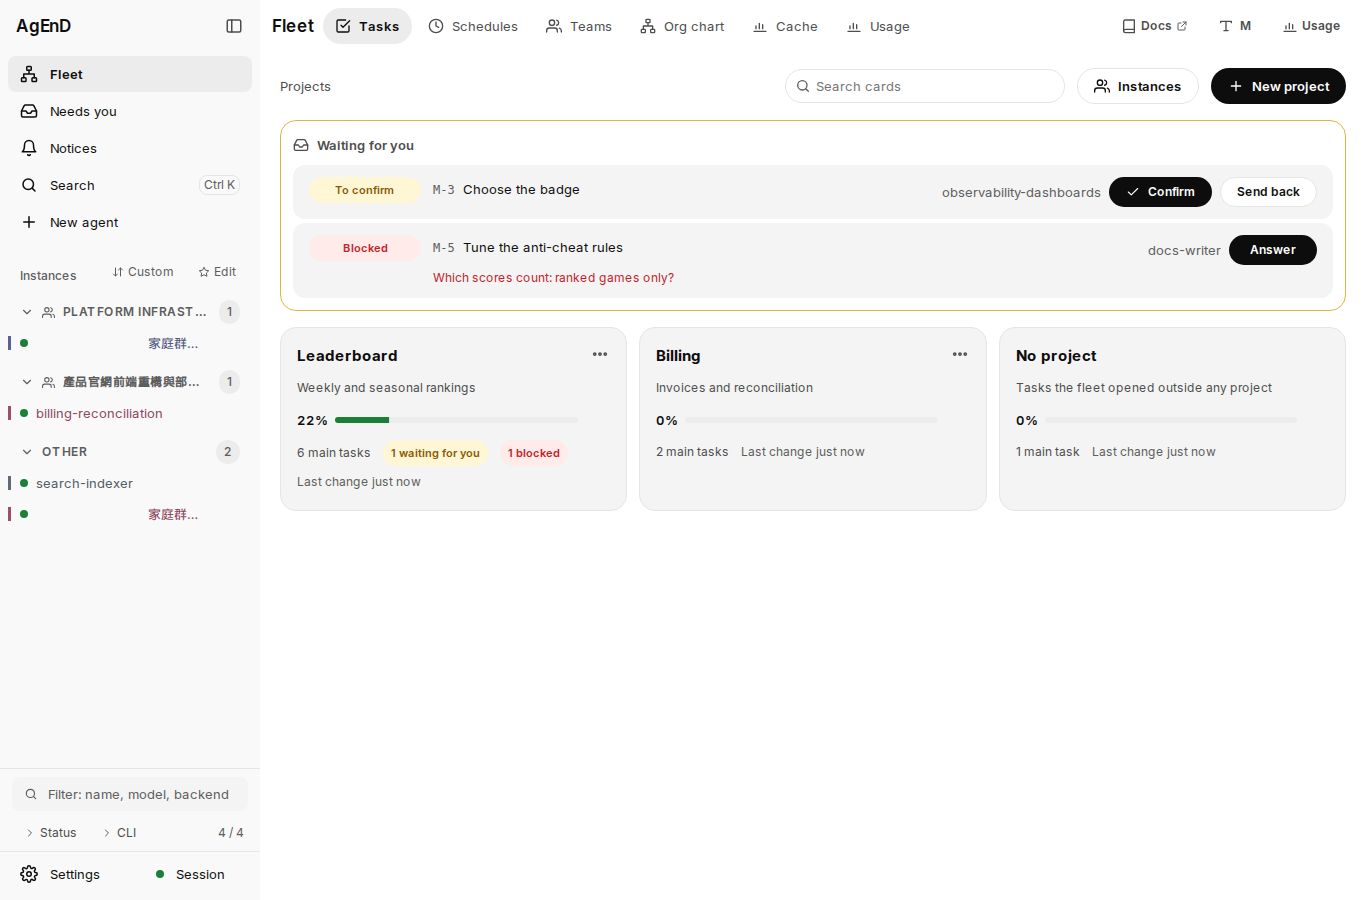 AgEnD
Fleet
Needs you
Notices
Search
Ctrl K
New agent
Instances
Custom
Edit
PLATFORM INFRAST…
1
家庭群…
產品官網前端重構與部…
1
billing-reconciliation
OTHER
2
search-indexer
家庭群…
Filter: name, model, backend
Status
CLI
4 / 4
Settings
Session
Fleet
Tasks
Schedules
Teams
Org chart
Cache
Usage
Docs
M
Usage
Projects
Search cards
Instances
New project
Waiting for you
To confirm
M-3 Choose the badge
observability-dashboards
Confirm
Send back
Blocked
M-5 Tune the anti-cheat rules
docs-writer
Answer
Which scores count: ranked games only?
Leaderboard
Weekly and seasonal rankings
22%
6 main tasks
1 waiting for you
1 blocked
Last change just now
Billing
Invoices and reconciliation
0%
2 main tasks
Last change just now
No project
Tasks the fleet opened outside any project
0%
1 main task
Last change just now